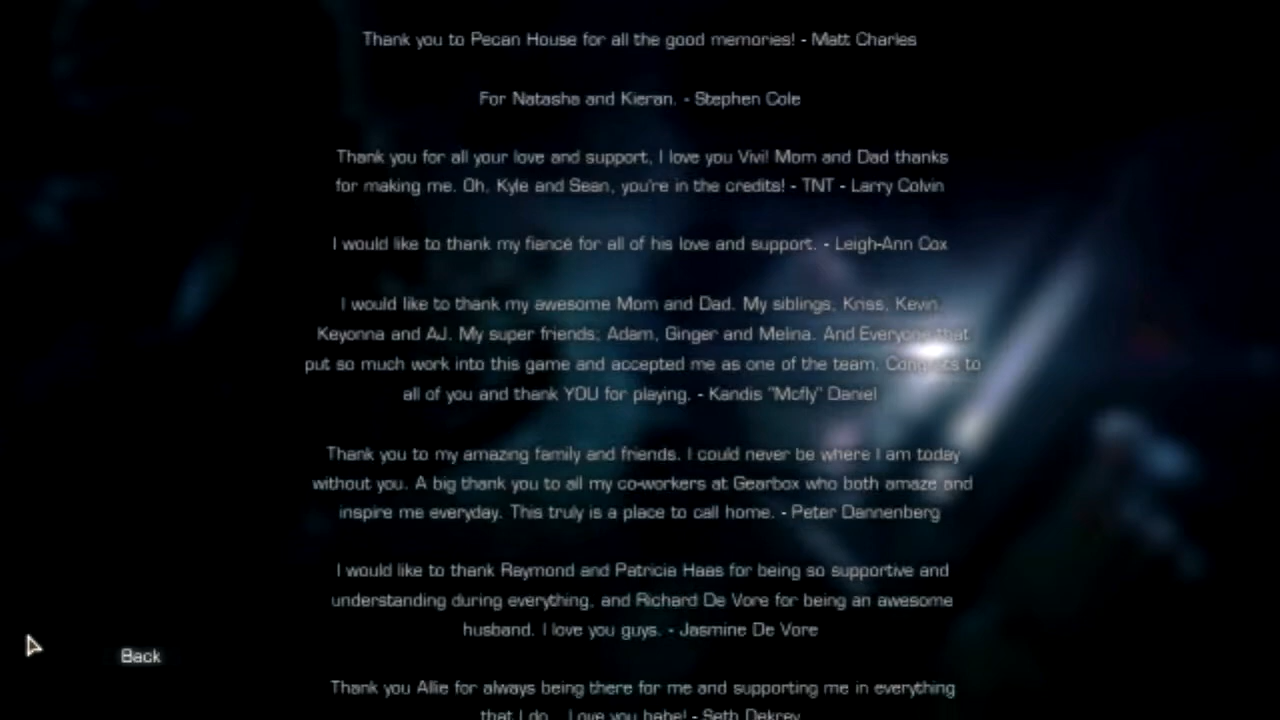 Thank you to Pecan House for all the good memories! - Matt Charles
For Natasha and Kieran. - Stephen Cole
Thank you for all your love and support, I love you Vivi! Mom and Dad thanks
for making me. Oh, Kyle and Sean, you're in the credits! - TNT - Larry Colvin
I would like to thank my fiancé for all of his love and support. - Leigh-Ann Cox
I would like to thank my awesome Mom and Dad. My siblings, Kriss, Kevin,
Keyonna and AJ. My super friends; Adam, Ginger and Melina. And Everyone that
put so much work into this game and accepted me as one of the team. Congrats to
all of you and thank YOU for playing. - Kandis "Mcfly" Daniel
Thank you to my amazing family and friends. I could never be where I am today
without you. A big thank you to all my co-workers at Gearbox who both amaze and
inspire me everyday. This truly is a place to call home. - Peter Dannenberg
I would like to thank Raymond and Patricia Haas for being so supportive and
understanding during everything, and Richard De Vore for being an awesome
husband. I love you guys. - Jasmine De Vore
Back
Thank you Allie for always being there for me and supporting me in everything
that I do... Love you babe! - Seth Dekrey